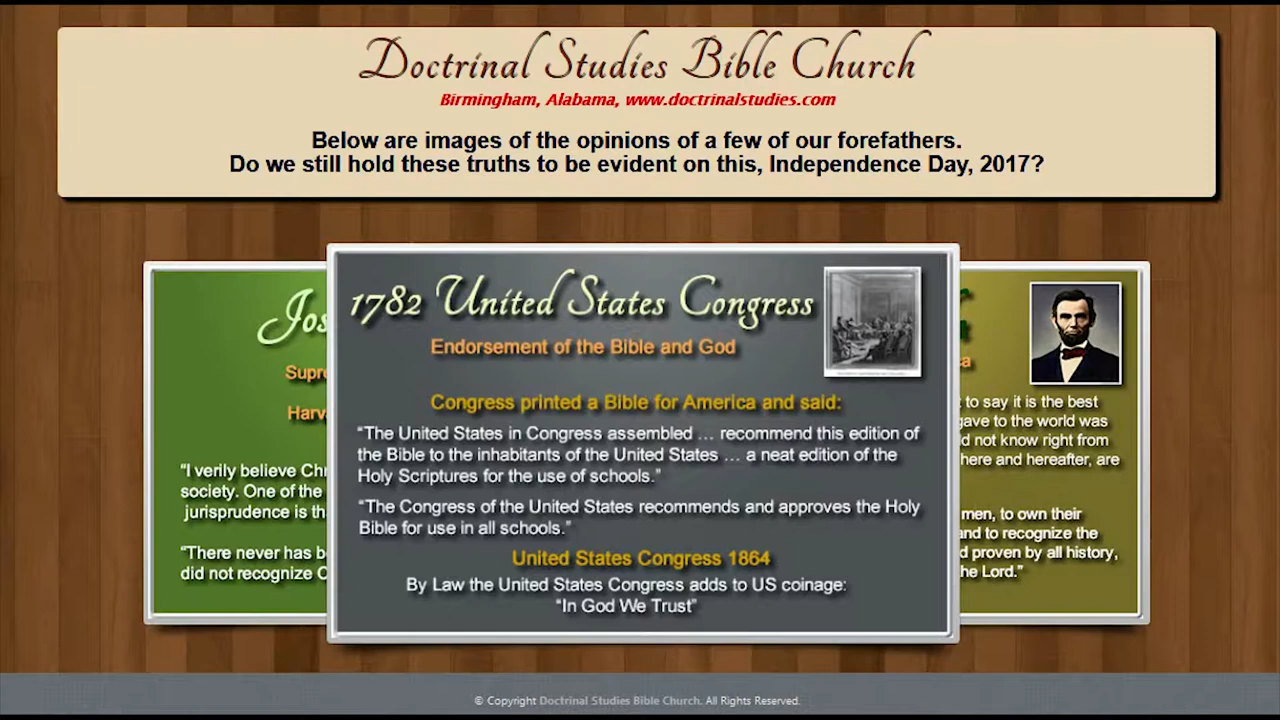 Doctrinal Studies Bible Church
Birmingham, Alabama, www.doctrinalstudies.com
Below are images of the opinions of a few of our forefathers.
Do we still hold these truths to be evident on this, Independence Day, 2017?
Jos
Supre
Harv
“I verily believe Chr
society. One of the
jurisprudence is tha
“There never has b
did not recognize C
1782 United States Congress
Endorsement of the Bible and God
Congress printed a Bible for America and said:
“The United States in Congress assembled … recommend this edition of
the Bible to the inhabitants of the United States … a neat edition of the
Holy Scriptures for the use of schools.”
“The Congress of the United States recommends and approves the Holy
Bible for use in all schools.”
United States Congress 1864
By Law the United States Congress adds to US coinage:
“In God We Trust”
t to say it is the best
gave to the world was
d not know right from
here and hereafter, are
men, to own their
and to recognize the
d proven by all history,
he Lord.”
© Copyright Doctrinal Studies Bible Church. All Rights Reserved.